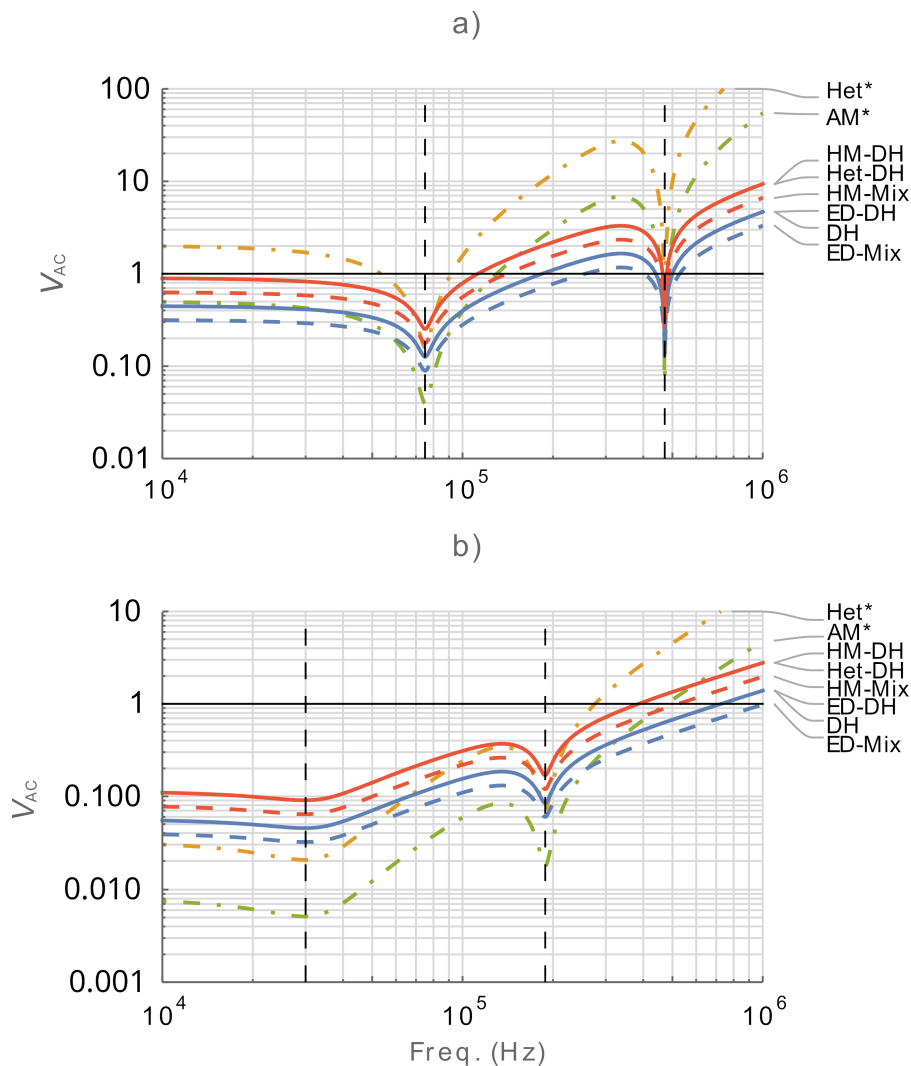 a)
100
10
1
0.10
0.01
V_AC
10^4
10^5
10^6
Het*
AM*
HM-DH
Het-DH
HM-Mix
ED-DH
DH
ED-Mix
b)
10
1
0.100
0.010
0.001
V_AC
10^4
10^5
10^6
Freq. (Hz)
Het*
AM*
HM-DH
Het-DH
HM-Mix
ED-DH
DH
ED-Mix